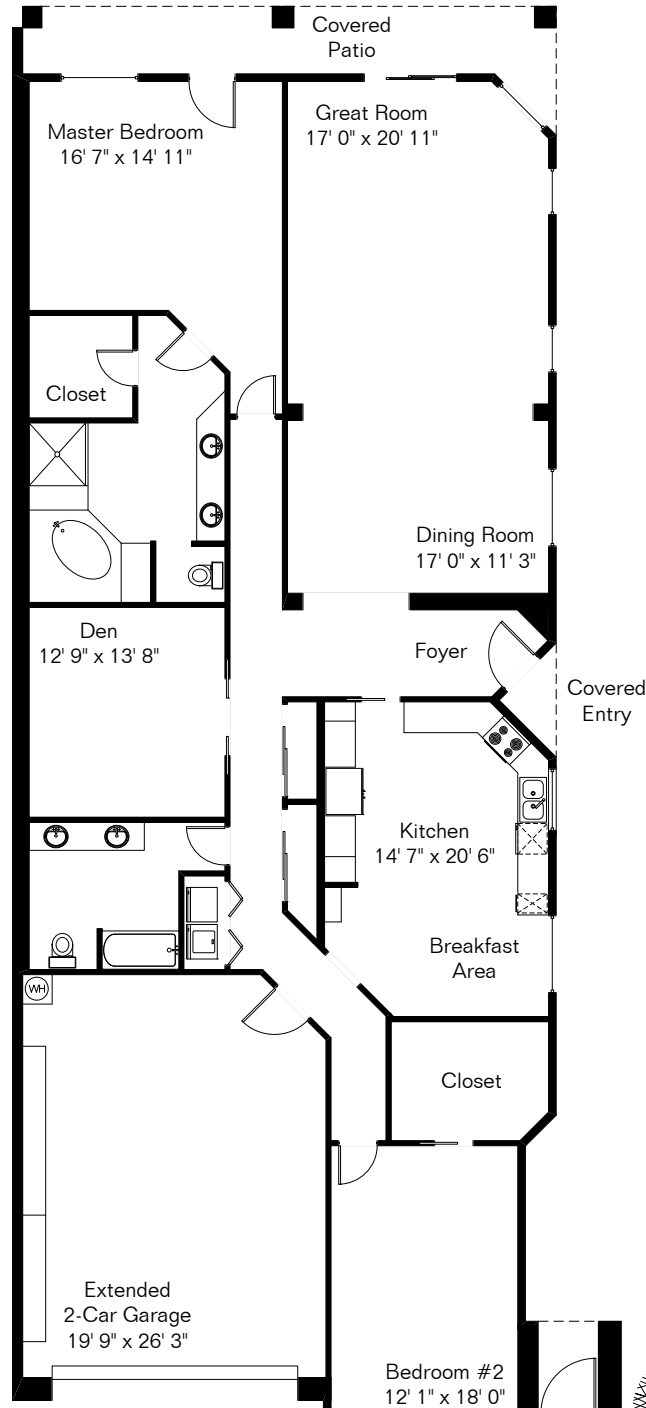 Covered
Patio
Master Bedroom
16' 7" x 14' 11"
Great Room
17' 0" x 20' 11"
Closet
Dining Room
17' 0" x 11' 3"
Den
12' 9" x 13' 8"
Foyer
Covered
Entry
Kitchen
14' 7" x 20' 6"
Breakfast
Area
WH
Closet
Extended
2-Car Garage
19' 9" x 26' 3"
Bedroom #2
12' 1" x 18' 0"